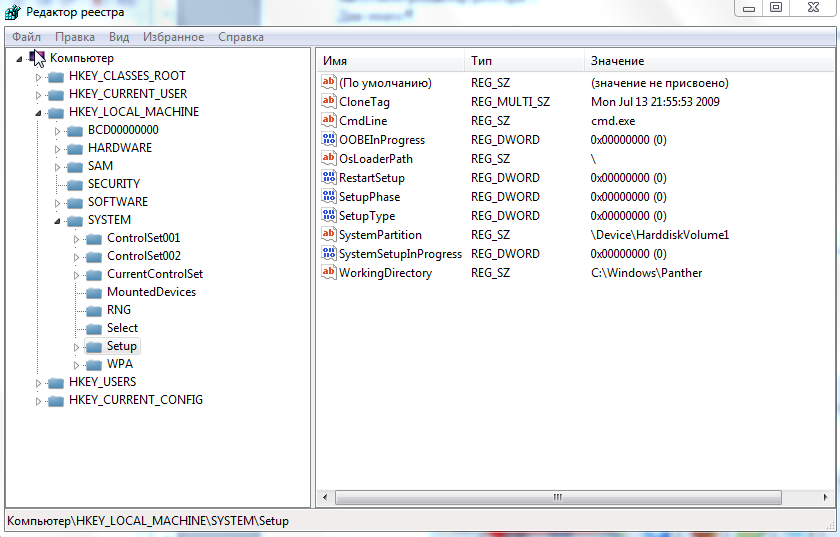 Редактор реестра
Файл Правка Вид Избранное Справка
Компьютер
HKEY_CLASSES_ROOT
HKEY_CURRENT_USER
HKEY_LOCAL_MACHINE
BCD00000000
HARDWARE
SAM
SECURITY
SOFTWARE
SYSTEM
ControlSet001
ControlSet002
CurrentControlSet
MountedDevices
RNG
Select
Setup
WPA
HKEY_USERS
HKEY_CURRENT_CONFIG
Имя Тип Значение
(По умолчанию) REG_SZ (значение не присвоено)
CloneTag REG_MULTI_SZ Mon Jul 13 21:55:53 2009
CmdLine REG_SZ cmd.exe
OOBEInProgress REG_DWORD 0x00000000 (0)
OsLoaderPath REG_SZ \
RestartSetup REG_DWORD 0x00000000 (0)
SetupPhase REG_DWORD 0x00000000 (0)
SetupType REG_DWORD 0x00000000 (0)
SystemPartition REG_SZ \Device\HarddiskVolume1
SystemSetupInProgress REG_DWORD 0x00000000 (0)
WorkingDirectory REG_SZ C:\Windows\Panther
Компьютер\HKEY_LOCAL_MACHINE\SYSTEM\Setup